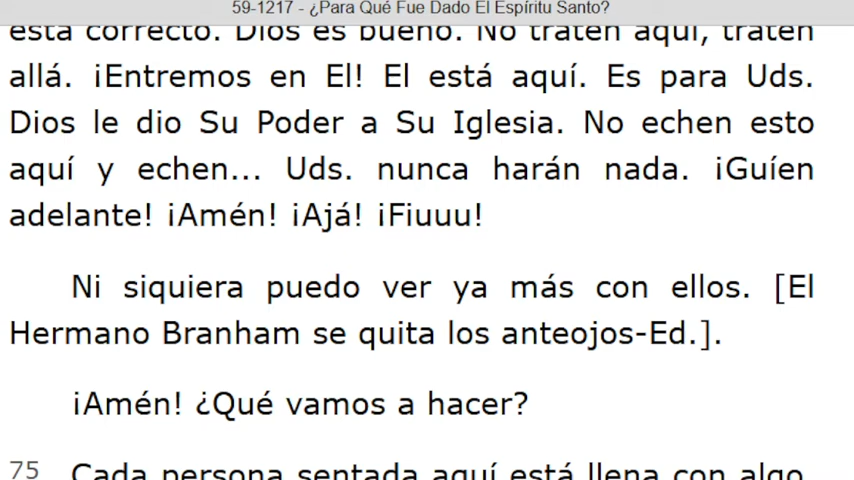 59-1217 - ¿Para Qué Fue Dado El Espíritu Santo?
está correcto. Dios es bueno. No traten aquí, traten
allá. ¡Entremos en El! El está aquí. Es para Uds.
Dios le dio Su Poder a Su Iglesia. No echen esto
aquí y echen... Uds. nunca harán nada. ¡Guíen
adelante! ¡Amén! ¡Ajá! ¡Fiuuu!
Ni siquiera puedo ver ya más con ellos. [El
Hermano Branham se quita los anteojos-Ed.].
¡Amén! ¿Qué vamos a hacer?
75 Cada persona sentada aquí está llena con algo.